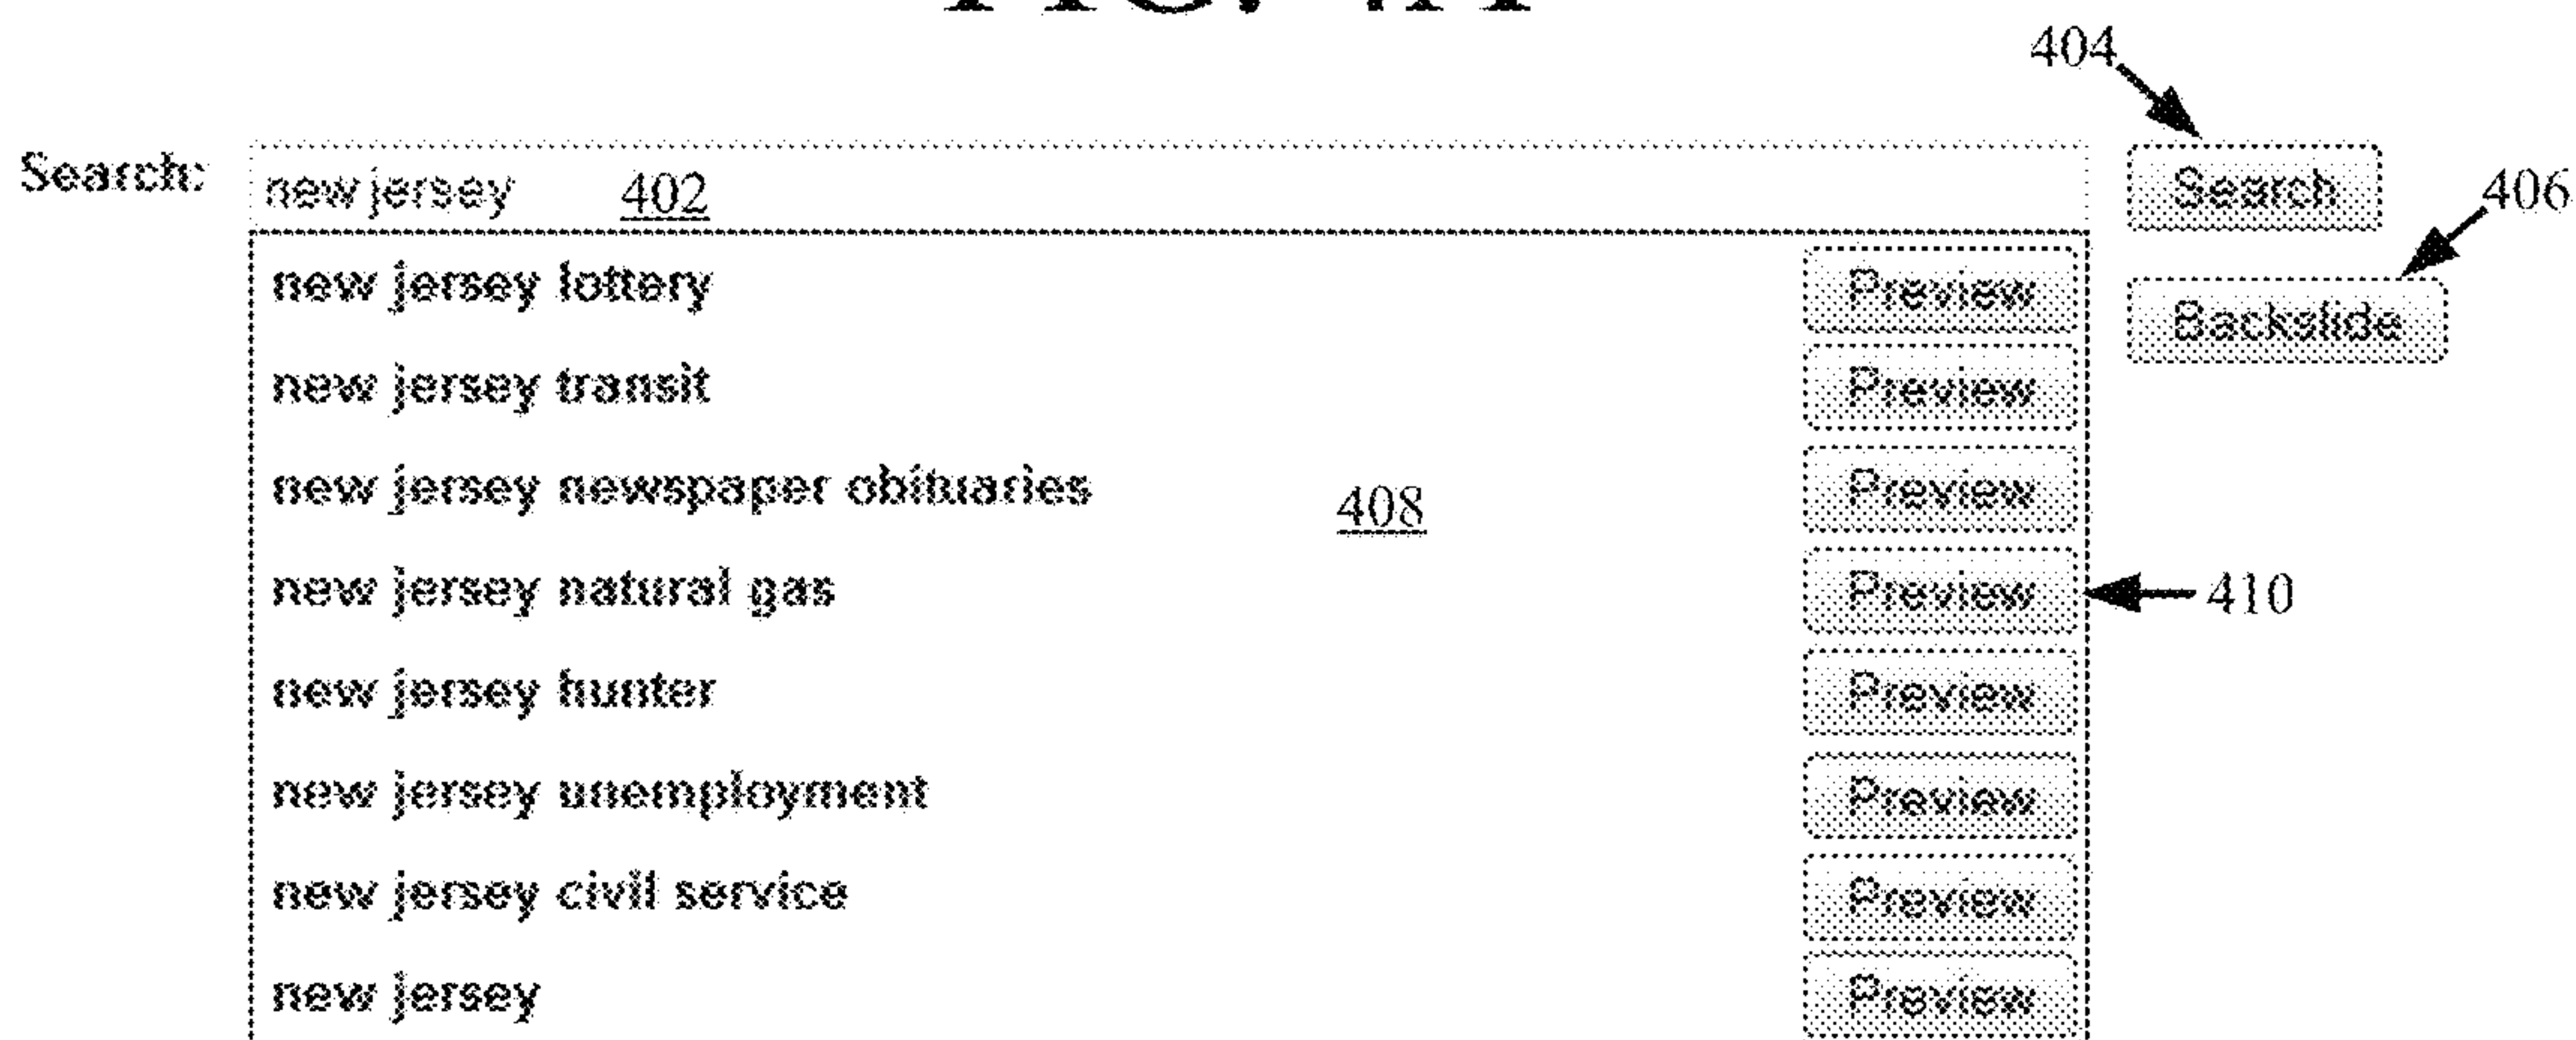 404
Search: new jersey 402 Search 406
new jersey lottery Preview
Backslide
new jersey transit Preview
new jersey newspaper obituaries 408 Preview
new jersey natural gas Preview 410
new jersey hunter Preview
new jersey unemployment Preview
new jersey civil service Preview
new jersey Preview